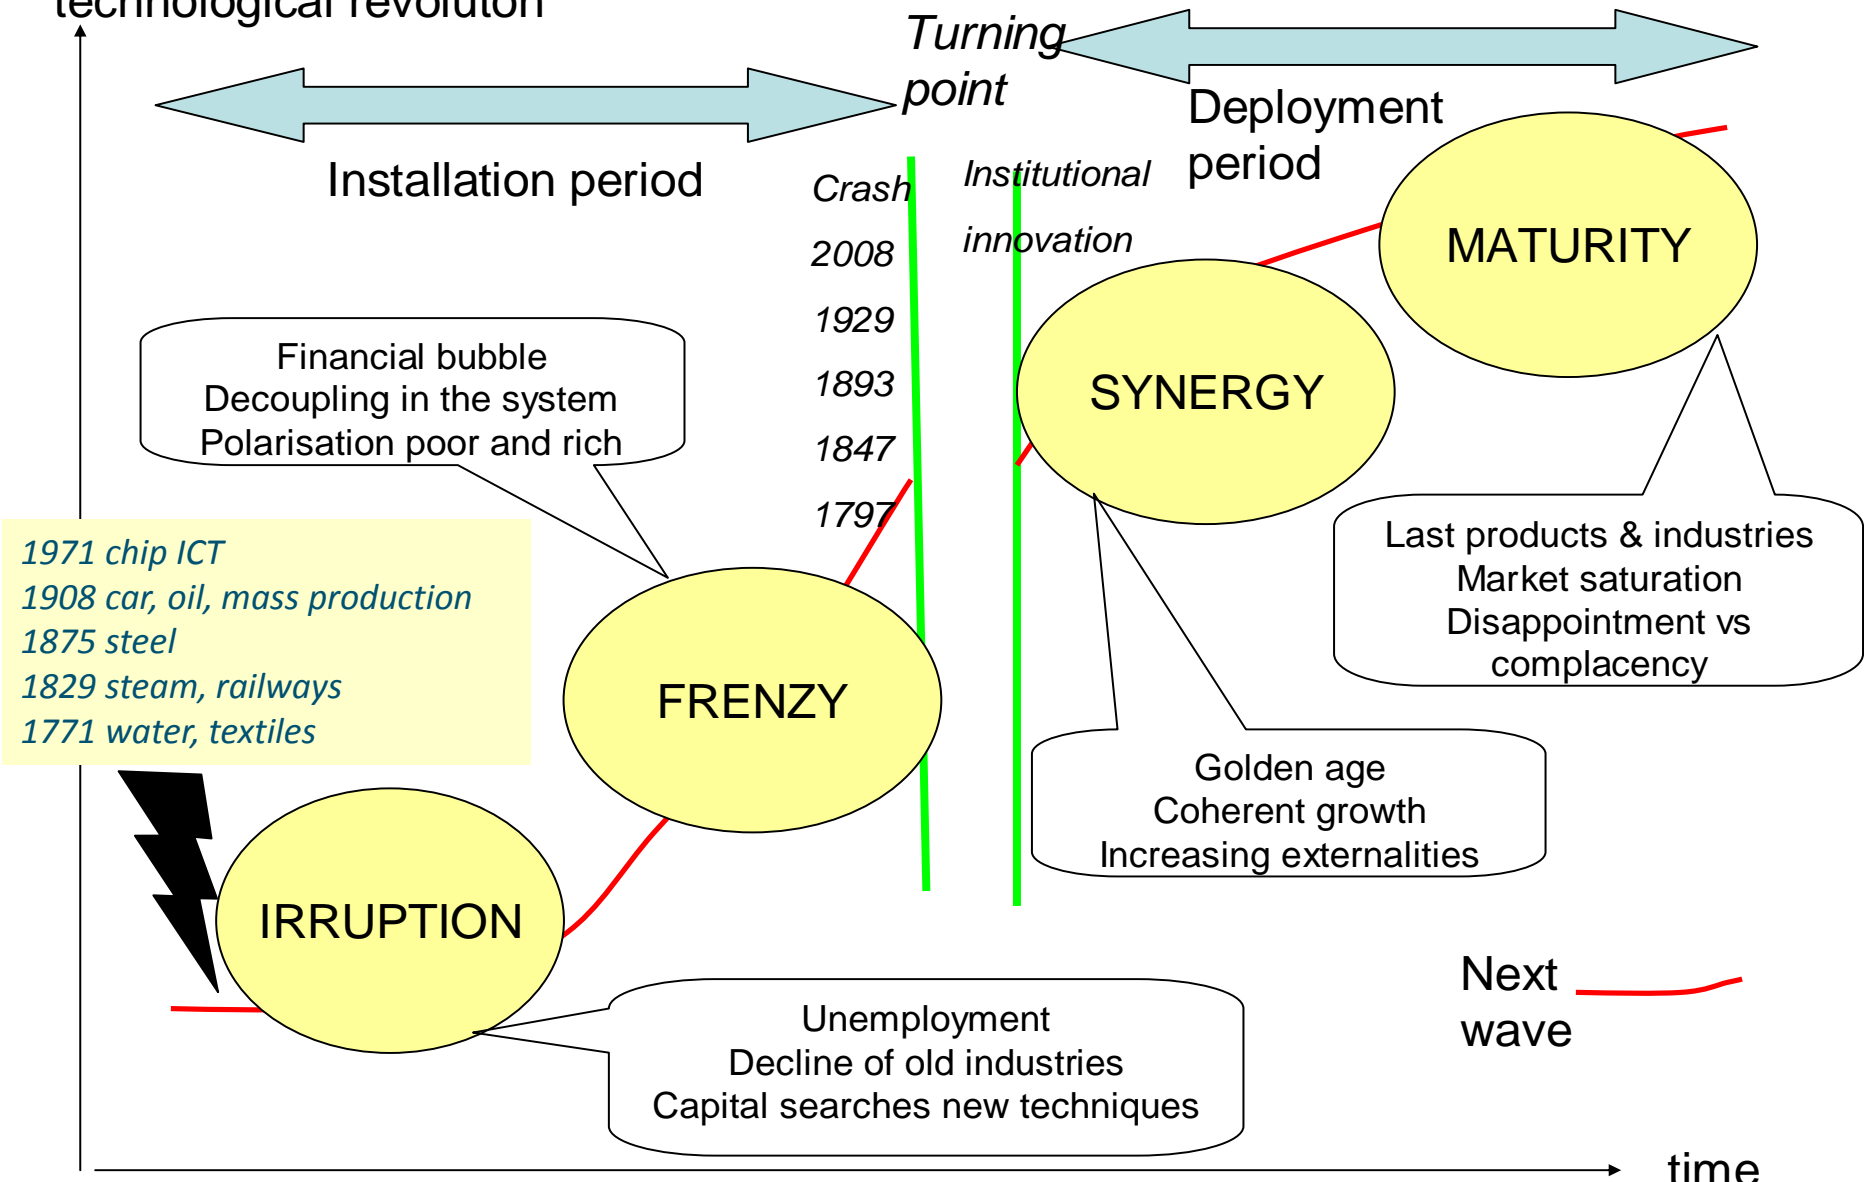 technological revoluton
Turning
point
Installation period
Deployment
period
Crash
2008
1929
1893
1847
1797
Institutional
innovation
MATURITY
SYNERGY
Financial bubble
Decoupling in the system
Polarisation poor and rich
1971 chip ICT
1908 car, oil, mass production
1875 steel
1829 steam, railways
1771 water, textiles
Last products & industries
Market saturation
Disappointment vs
complacency
FRENZY
Golden age
Coherent growth
Increasing externalities
IRRUPTION
Unemployment
Decline of old industries
Capital searches new techniques
Next
wave
time